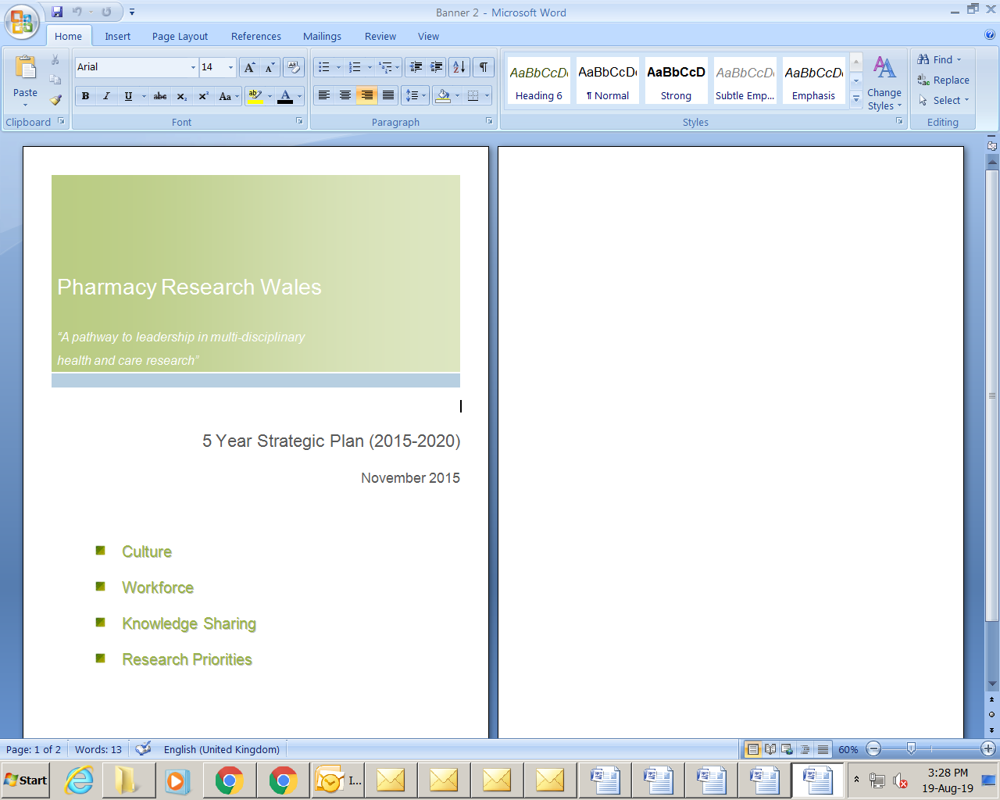 Banner 2 - Microsoft Word
Home Insert Page Layout References Mailings Review View
Paste
Clipboard
Arial 14
Font
Paragraph
AaBbCcDı AaBbCcDı AaBbCcD AaBbCcDı AaBbCcDı
Heading 6 ¶ Normal Strong Subtle Emp... Emphasis
Change Styles
Styles
Find
Replace
Select
Editing
Pharmacy Research Wales
“A pathway to leadership in multi-disciplinary
health and care research”
5 Year Strategic Plan (2015-2020)
November 2015
Culture
Workforce
Knowledge Sharing
Research Priorities
Page: 1 of 2 Words: 13 English (United Kingdom) 60%
Start I... 3:28 PM
19-Aug-19